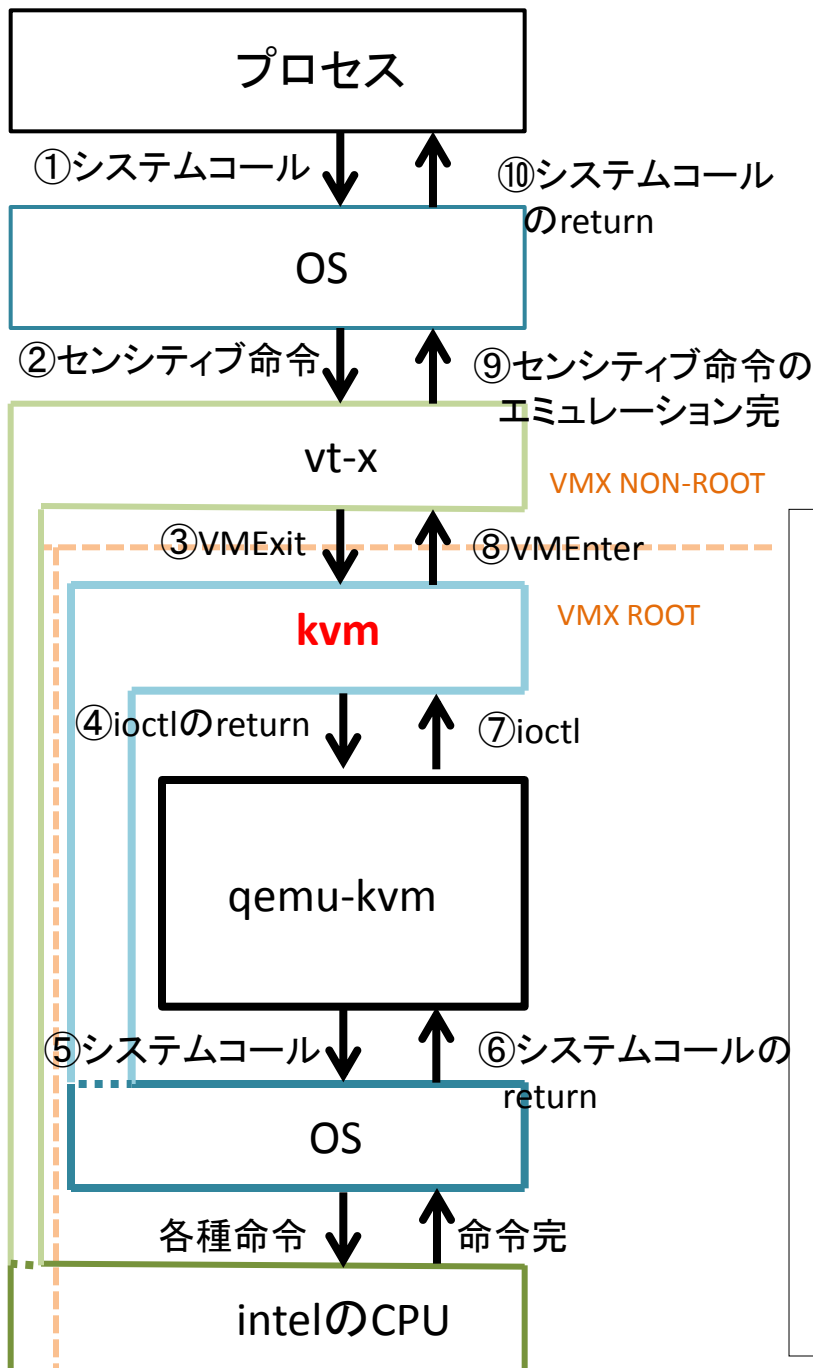 プロセス
①システムコール
⑩システムコール
のreturn
OS
②センシティブ命令
⑨センシティブ命令の
エミュレーション完
vt-x
VMX NON-ROOT
③VMExit
⑧VMEnter
kvm
VMX ROOT
④ioctlのreturn
⑦ioctl
qemu-kvm
⑤システムコール
⑥システムコールの
return
OS
各種命令
命令完
intelのCPU